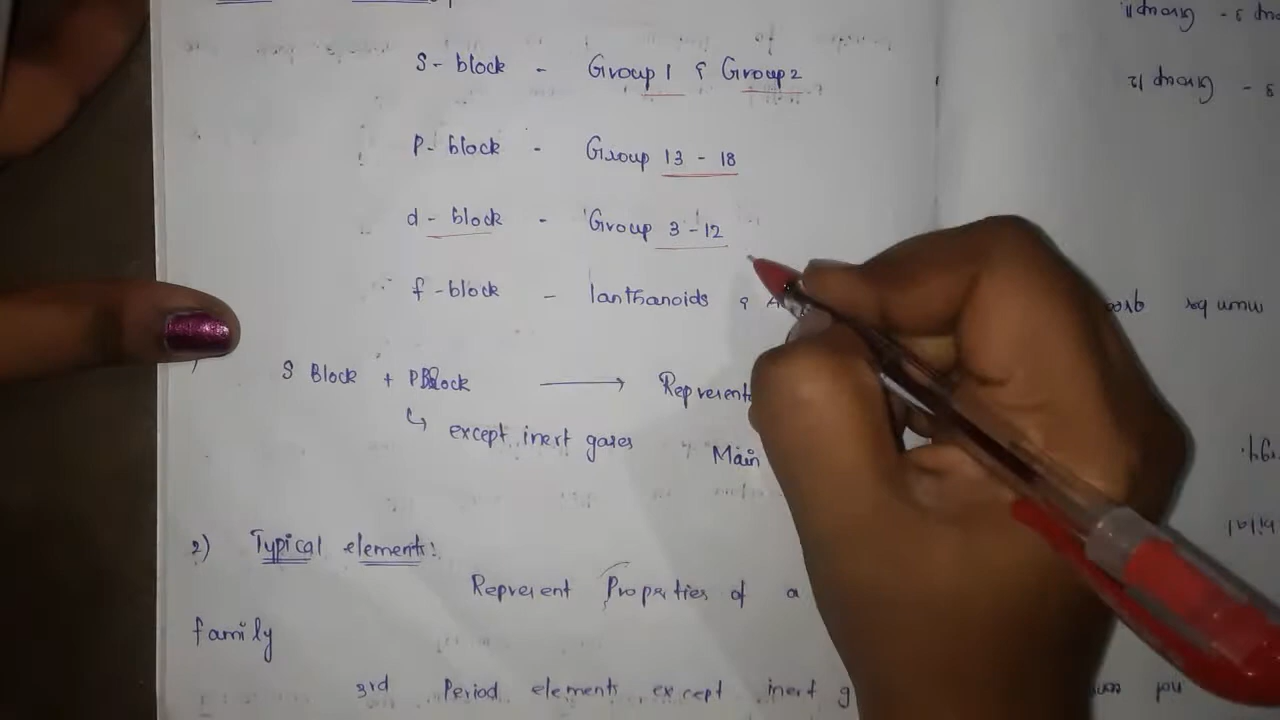 S - block - Group 1 & Group 2
P - block - Group 13 - 18
d - block - Group 3 - 12
f - block - lanthanoids &
S Block + P Block → Represent
↳ except inert gases Main
2) Typical elements:
Represent Properties of a
family
3rd Period elements except inert g